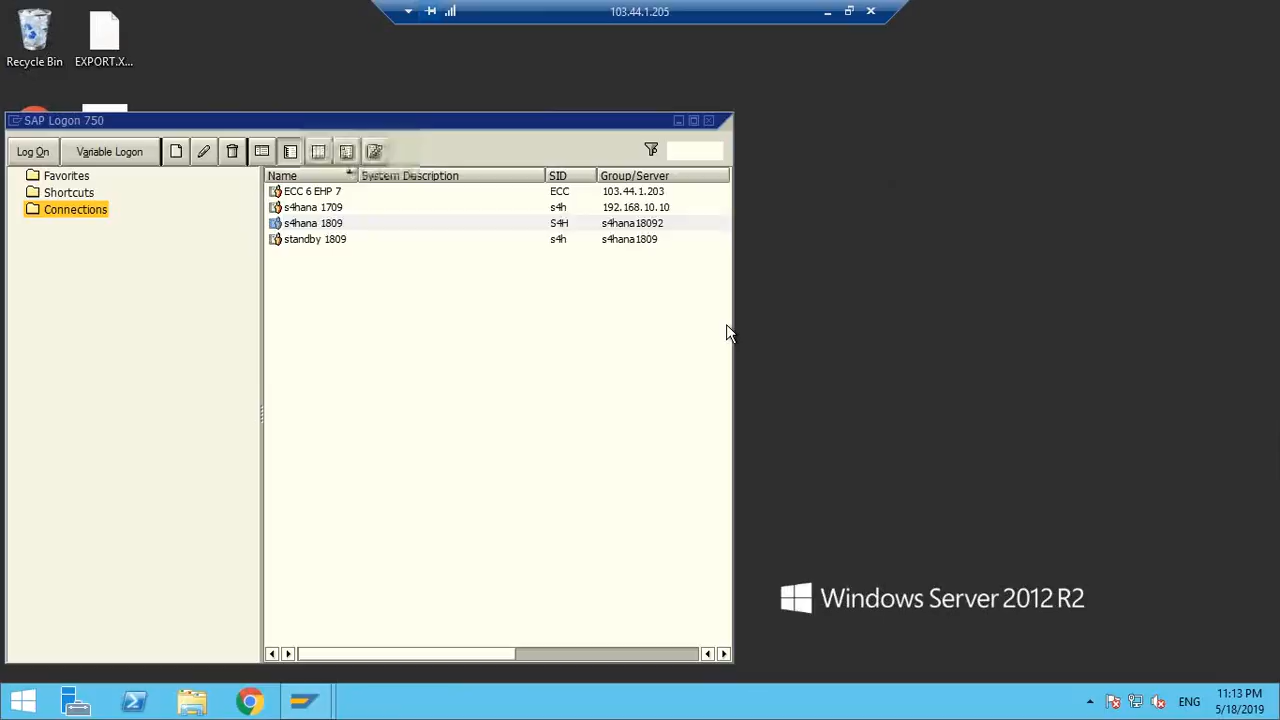 103.44.1.205
Recycle Bin
EXPORT.X...
SAP Logon 750
Log On
Variable Logon
Favorites
Shortcuts
Connections
Name System Description SID Group/Server
ECC 6 EHP 7 ECC 103.44.1.203
s4hana 1709 s4h 192.168.10.10
s4hana 1809 S4H s4hana18092
standby 1809 s4h s4hana1809
Windows Server 2012 R2
ENG
11:13 PM
5/18/2019